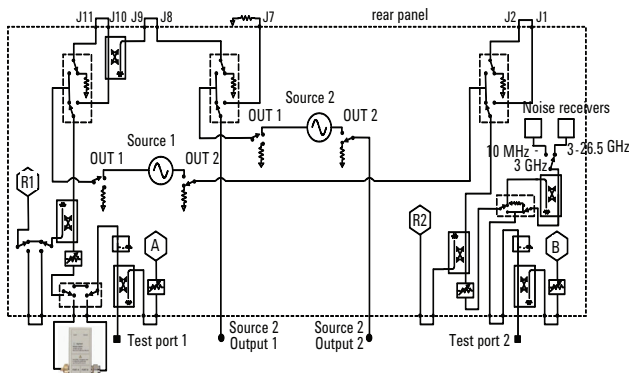 J11 J10 J9 J8 J7 rear panel J2 J1
Source 2
Noise receivers
OUT 1 OUT 2
Source 1
10 MHz - 3 GHz
3-26.5 GHz
OUT 1 OUT 2
R1
A
R2
B
Test port 1
Source 2 Output 1
Source 2 Output 2
Test port 2